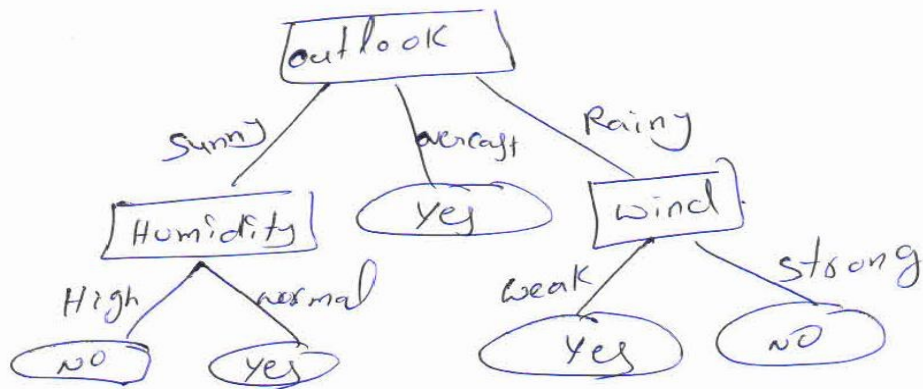 outlook
Sunny overcast Rainy
Humidity Yes wind
High normal weak strong
NO Yes Yes NO